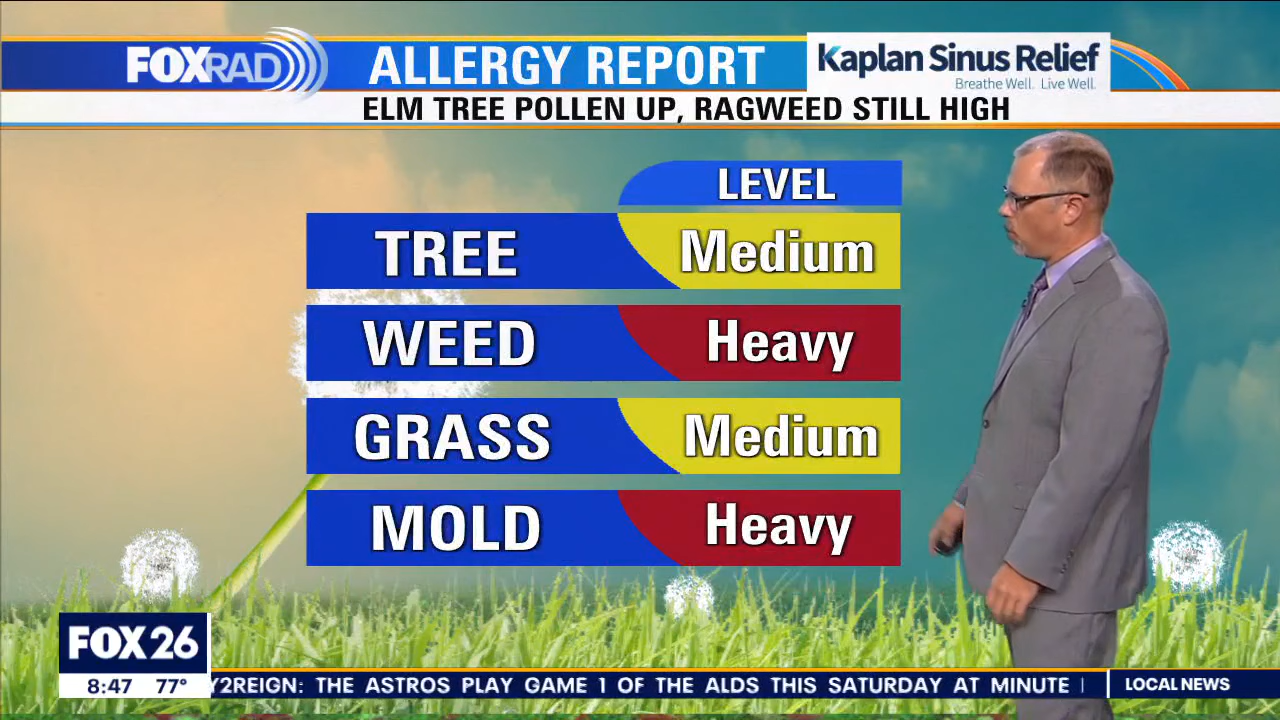 FOXRAD
ALLERGY REPORT
Kaplan Sinus Relief
Breathe Well. Live Well.
ELM TREE POLLEN UP, RAGWEED STILL HIGH
LEVEL
TREE Medium
WEED Heavy
GRASS Medium
MOLD Heavy
FOX 26
8:47 77° Y2REIGN: THE ASTROS PLAY GAME 1 OF THE ALDS THIS SATURDAY AT MINUTE
LOCAL NEWS